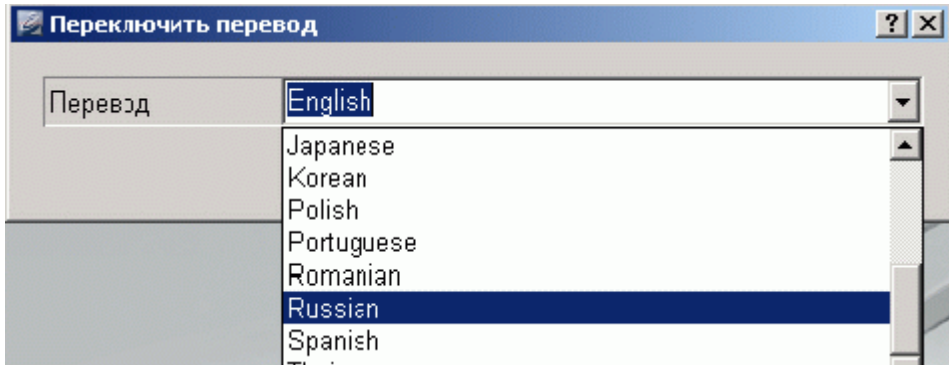 Переключить перевод
Перевод English
Japanese
Korean
Polish
Portuguese
Romanian
Russian
Spanish